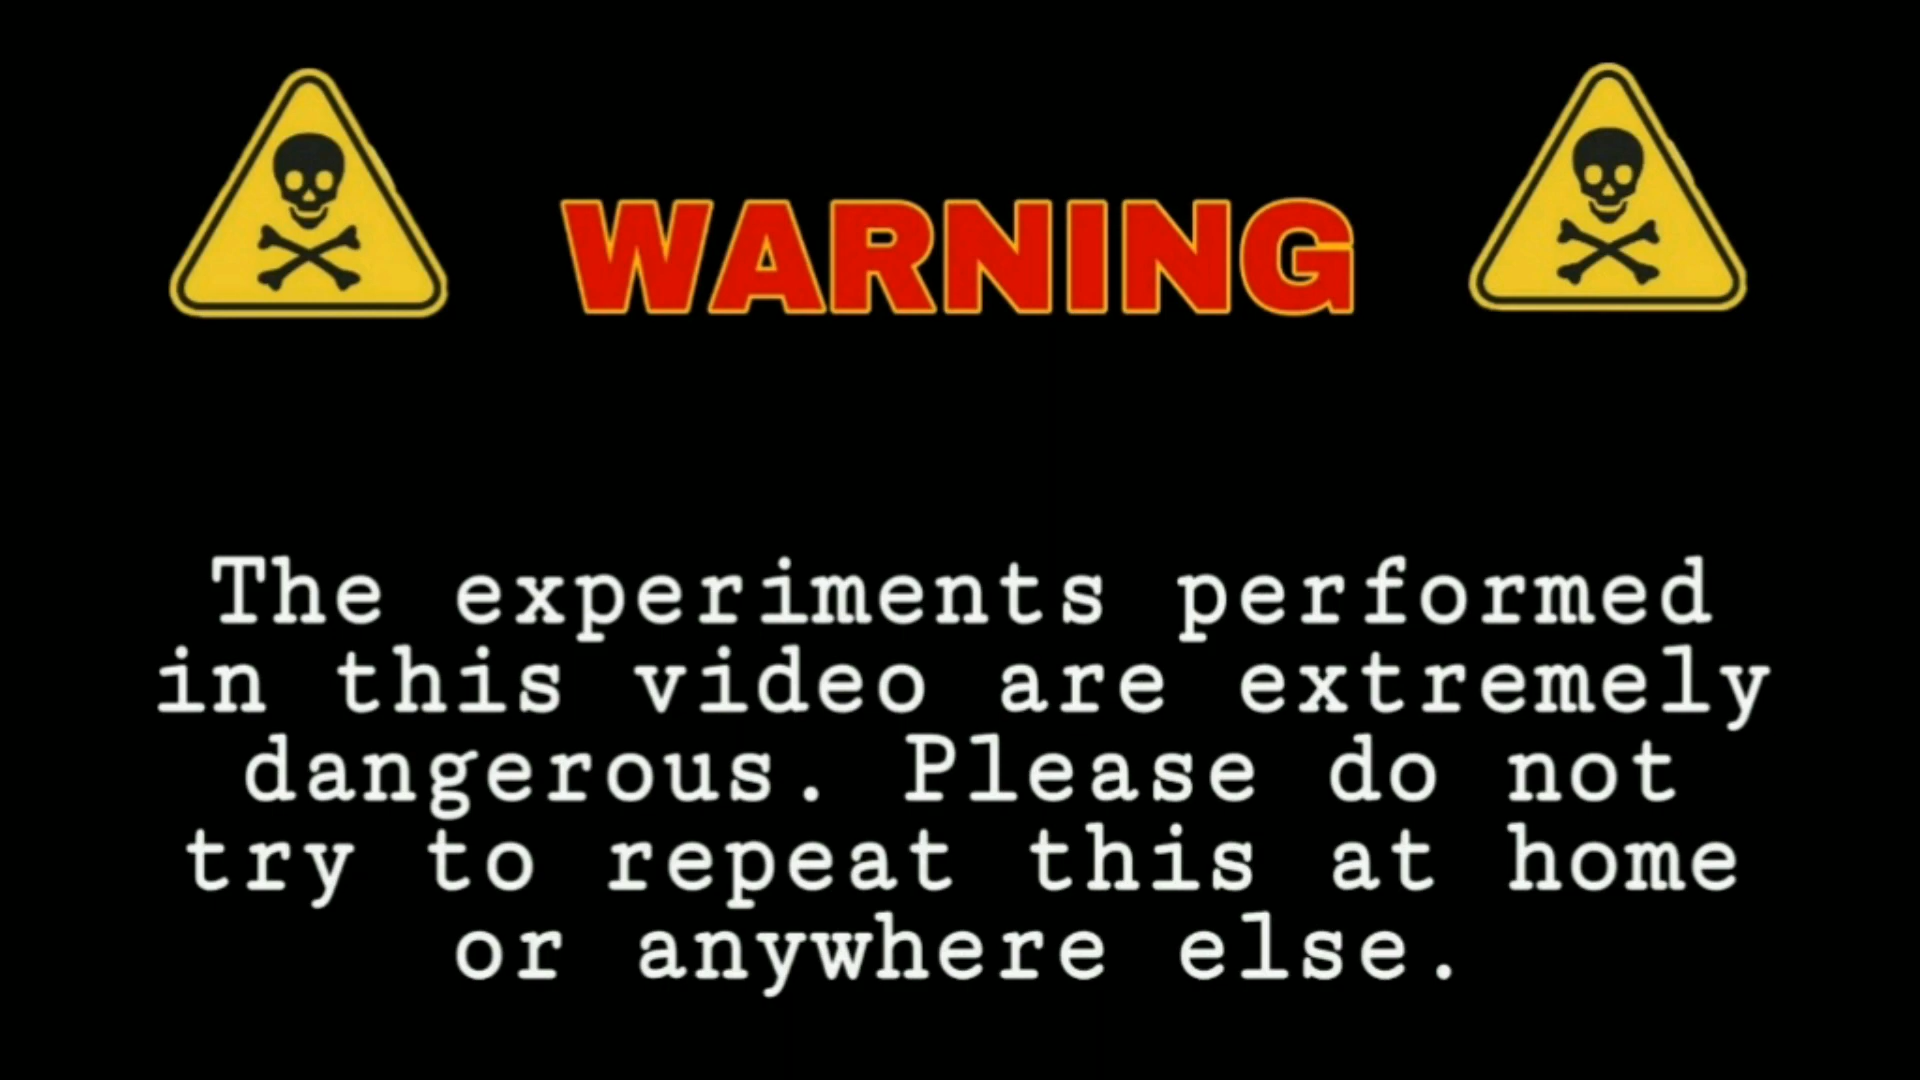 WARNING
The experiments performed
in this video are extremely
dangerous. Please do not
try to repeat this at home
or anywhere else.